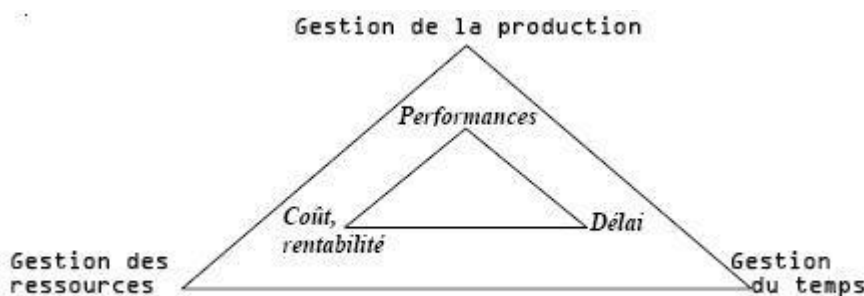 Gestion de la production
Performances
Coût,
rentabilité
Délai
Gestion des
ressources
Gestion
du temps